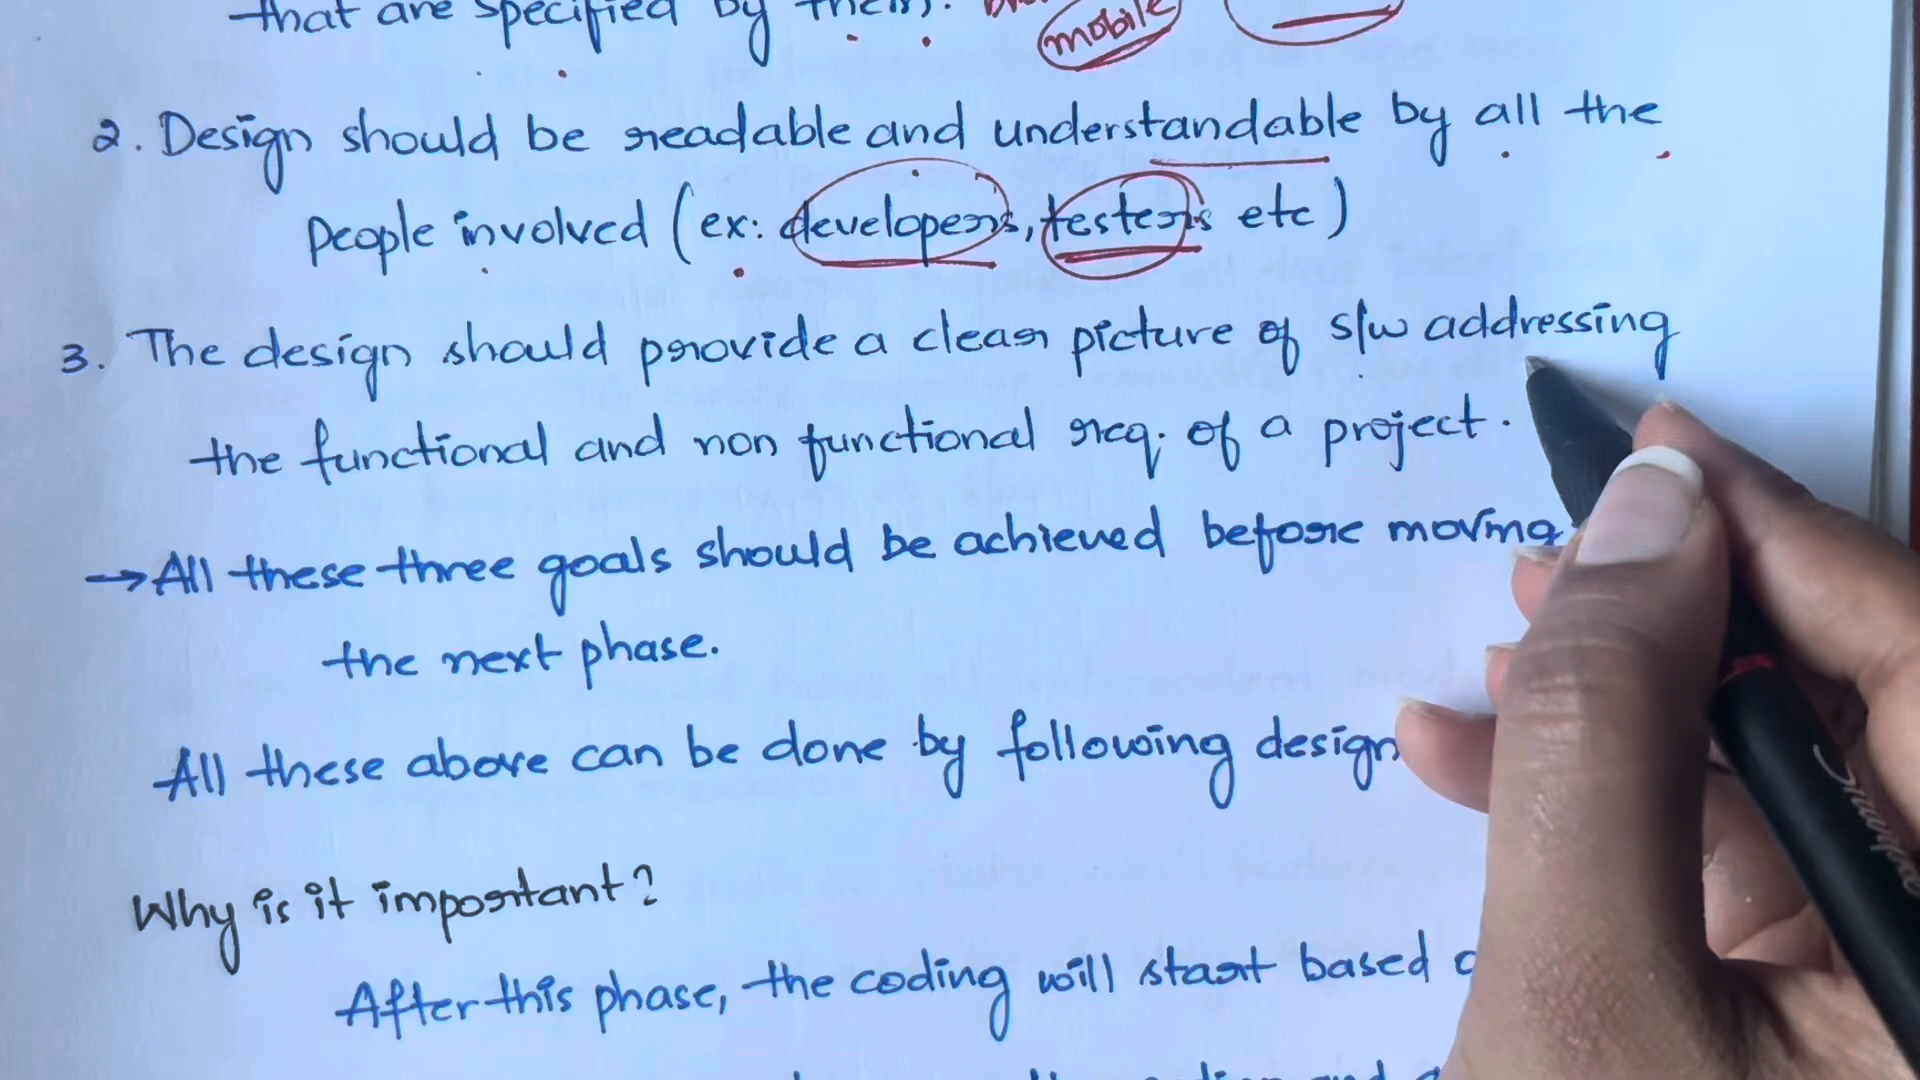 that are specified by them.
mobile
2. Design should be readable and understandable by all the
people involved (ex: developers, testers etc)
3. The design should provide a clear picture of s/w addressing
the functional and non functional req. of a project.
→ All these three goals should be achieved before moving
the next phase.
All these above can be done by following design
Why is it important?
After this phase, the coding will start based